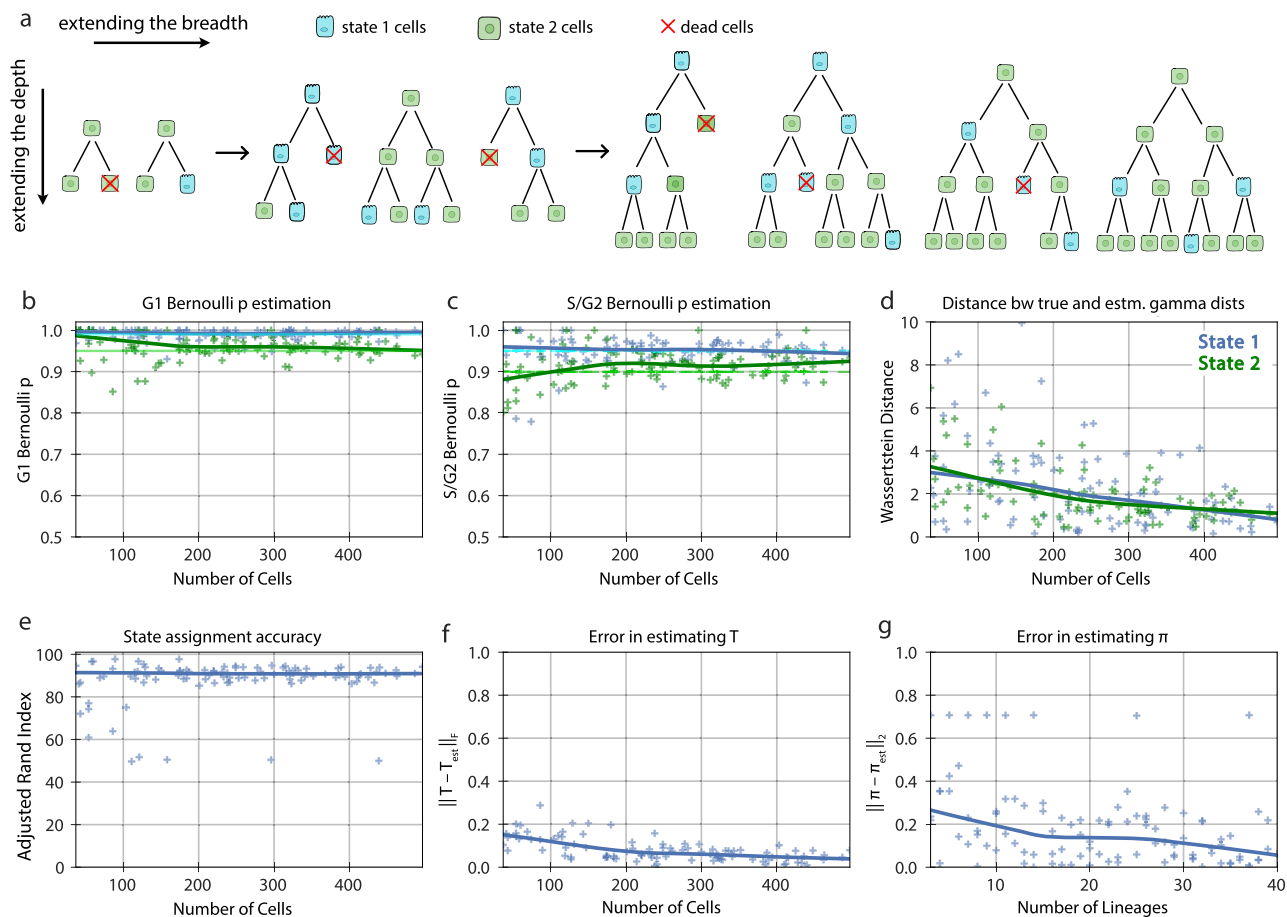 a
extending the breadth
state 1 cells
state 2 cells
dead cells
extending the depth
b
G1 Bernoulli p estimation
G1 Bernoulli p
1.0
0.9
0.8
0.7
0.6
0.5
100
200
300
400
Number of Cells
c
S/G2 Bernoulli p estimation
S/G2 Bernoulli p
1.0
0.9
0.8
0.7
0.6
0.5
100
200
300
400
Number of Cells
d
Distance bw true and estm. gamma dists
State 1
State 2
Wassertstein Distance
10
8
6
4
2
0
100
200
300
400
Number of Cells
e
State assignment accuracy
Adjusted Rand Index
100
80
60
40
20
0
100
200
300
400
Number of Cells
f
Error in estimating T
|| T − T_est ||_F
1.0
0.8
0.6
0.4
0.2
0.0
100
200
300
400
Number of Cells
g
Error in estimating π
|| π − π_est ||_2
1.0
0.8
0.6
0.4
0.2
0.0
10
20
30
40
Number of Lineages